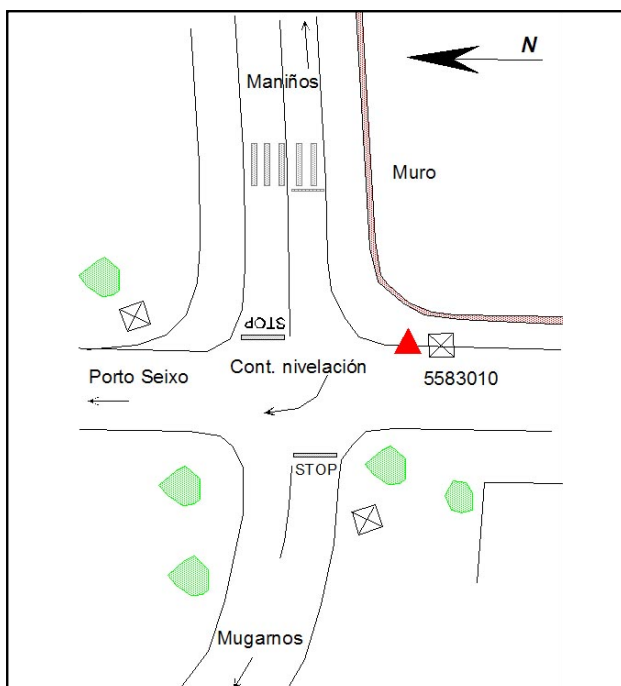 N
Maniños
Muro
STOP
Cont. nivelación
Porto Seixo
5583010
STOP
Mugarnos